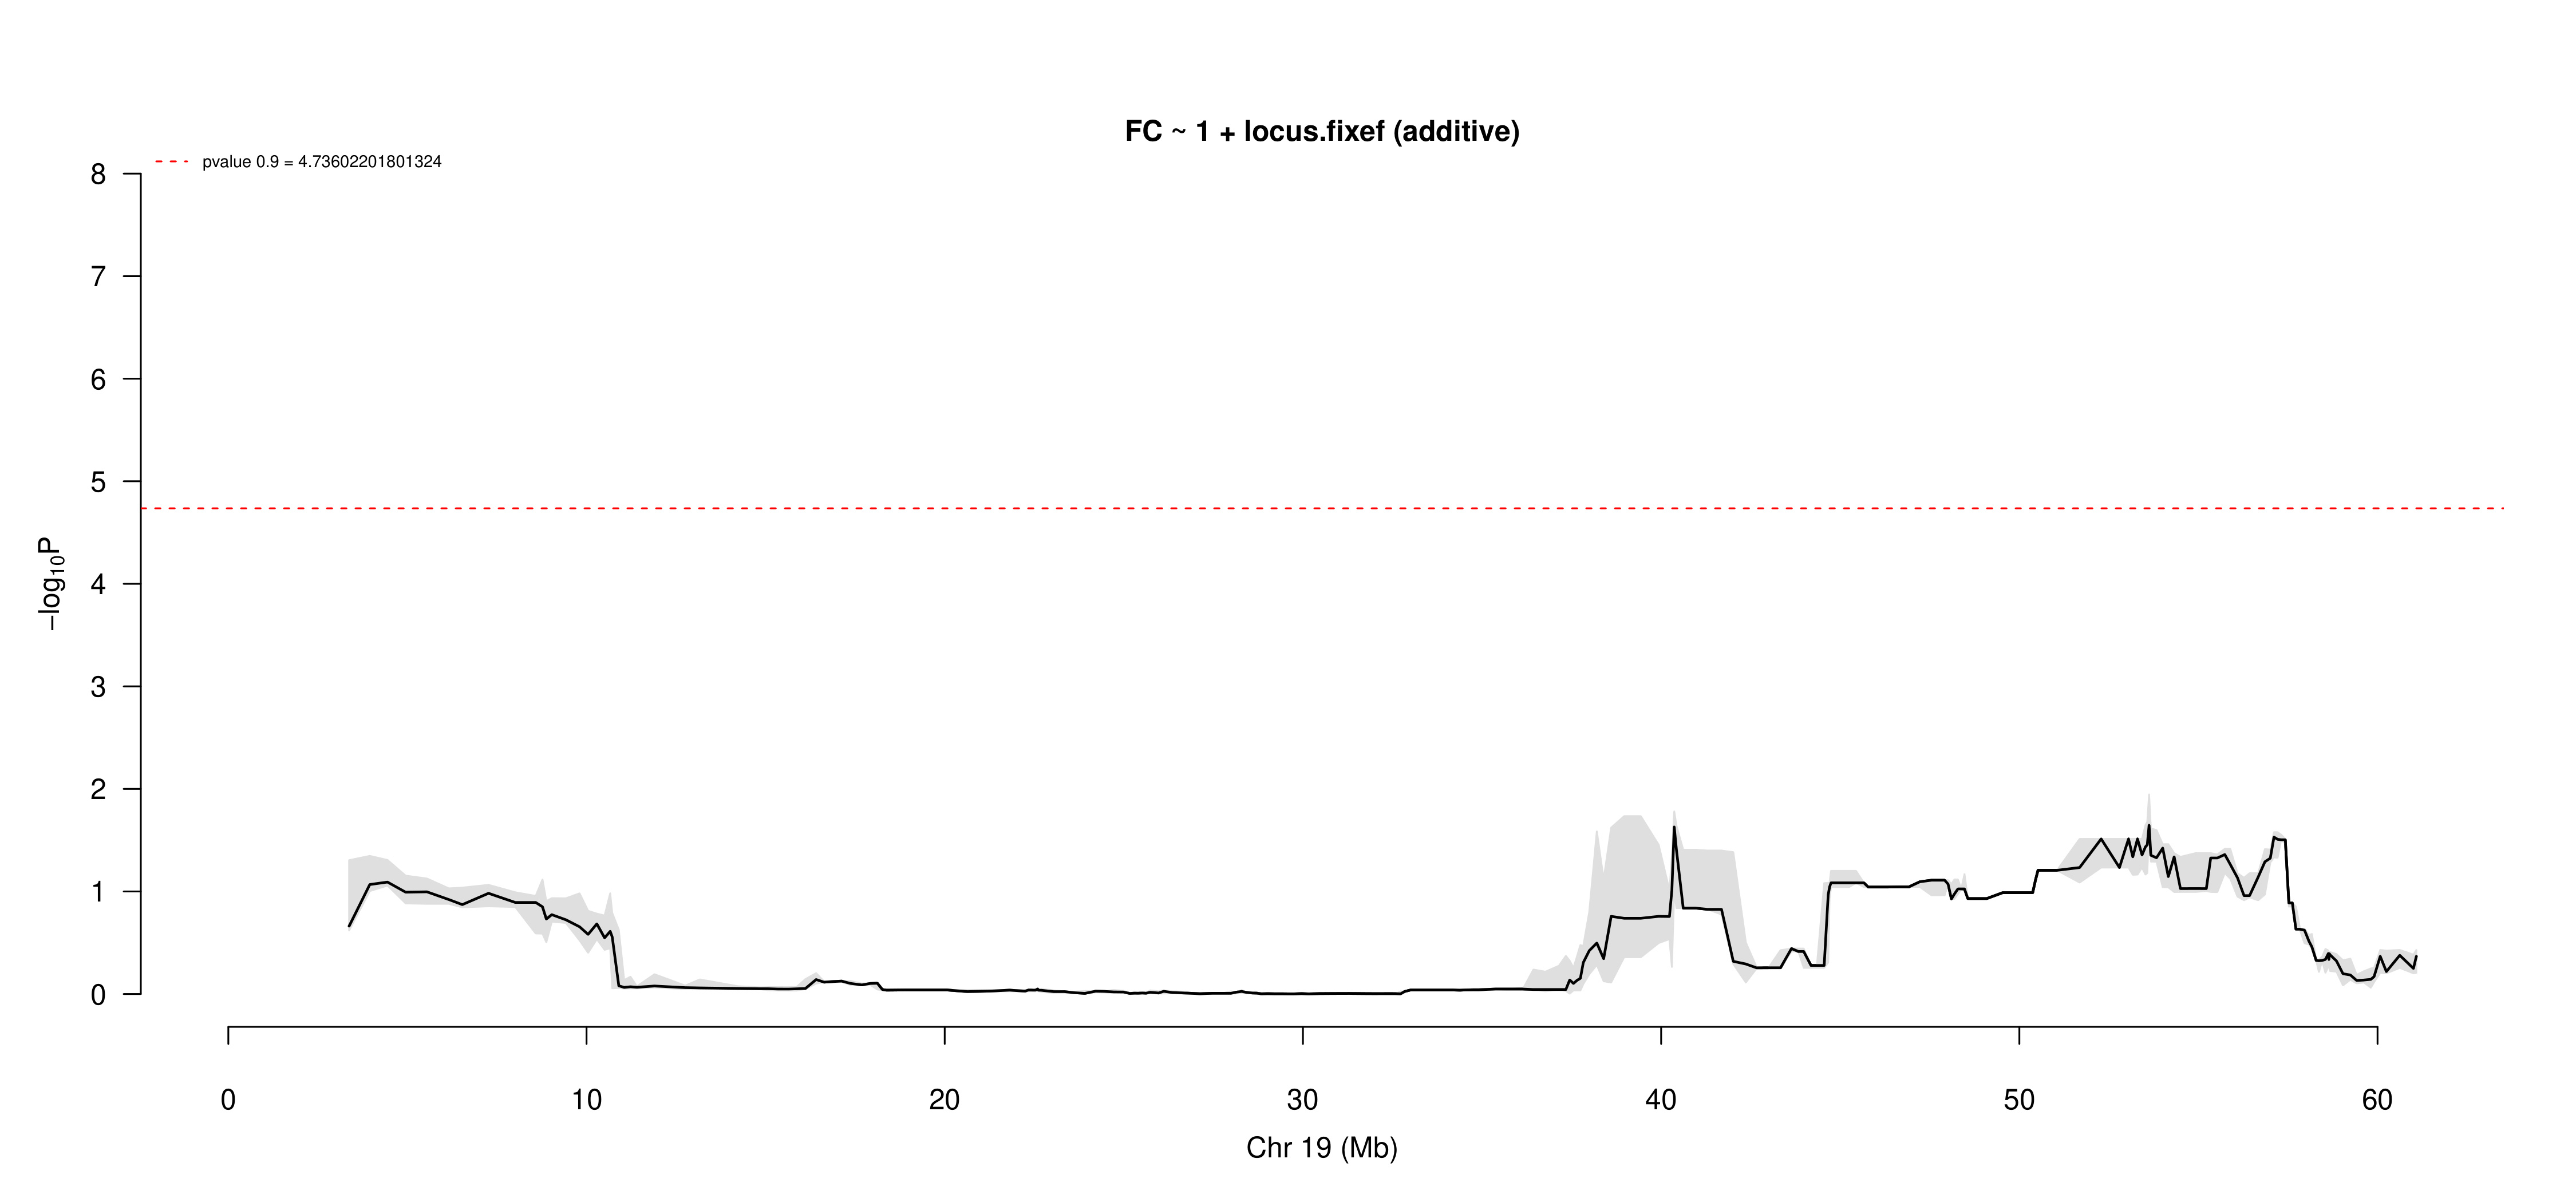 FC ~ 1 + locus.fixef (additive)
pvalue 0.9 = 4.73602201801324
8
7
6
5
4
3
2
1
0
−log10P
0 10 20 30 40 50 60
Chr 19 (Mb)